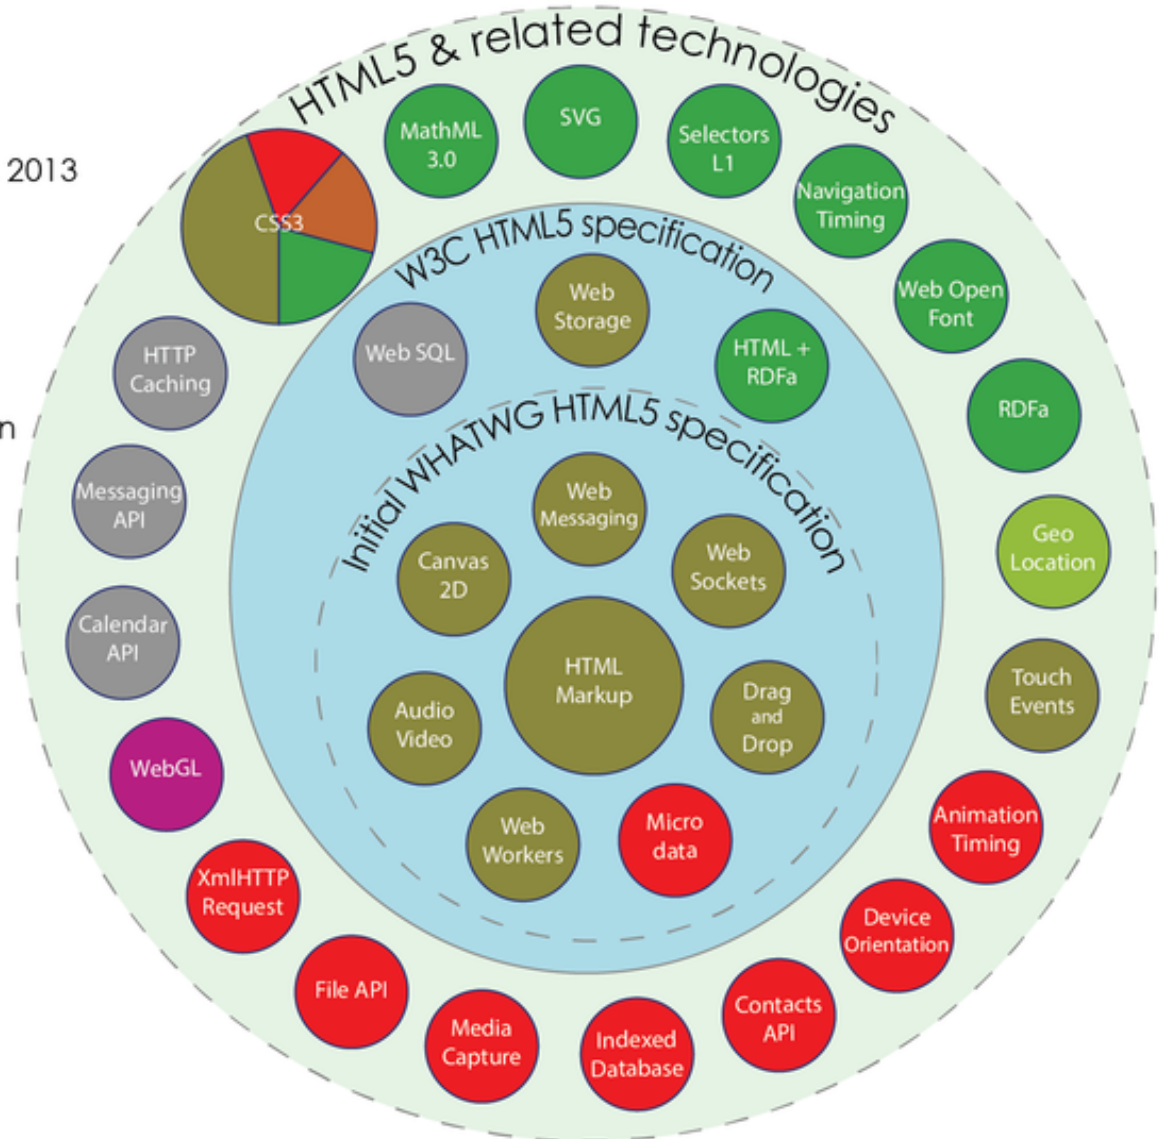 HTML5 & related technologies
2013
MathML
3.0
SVG
Selectors
L1
Navigation
Timing
CSS3
W3C HTML5 specification
Web
Storage
Web Open
Font
Web SQL
HTML +
RDFa
HTTP
Caching
RDFa
n
Initial WHATWG HTML5 specification
Messaging
API
Web
Messaging
Canvas
2D
Web
Sockets
Geo
Location
Calendar
API
HTML
Markup
Touch
Events
Audio
Video
Drag
and
Drop
WebGL
Web
Workers
Micro
data
Animation
Timing
XmlHTTP
Request
Device
Orientation
File API
Media
Capture
Indexed
Database
Contacts
API